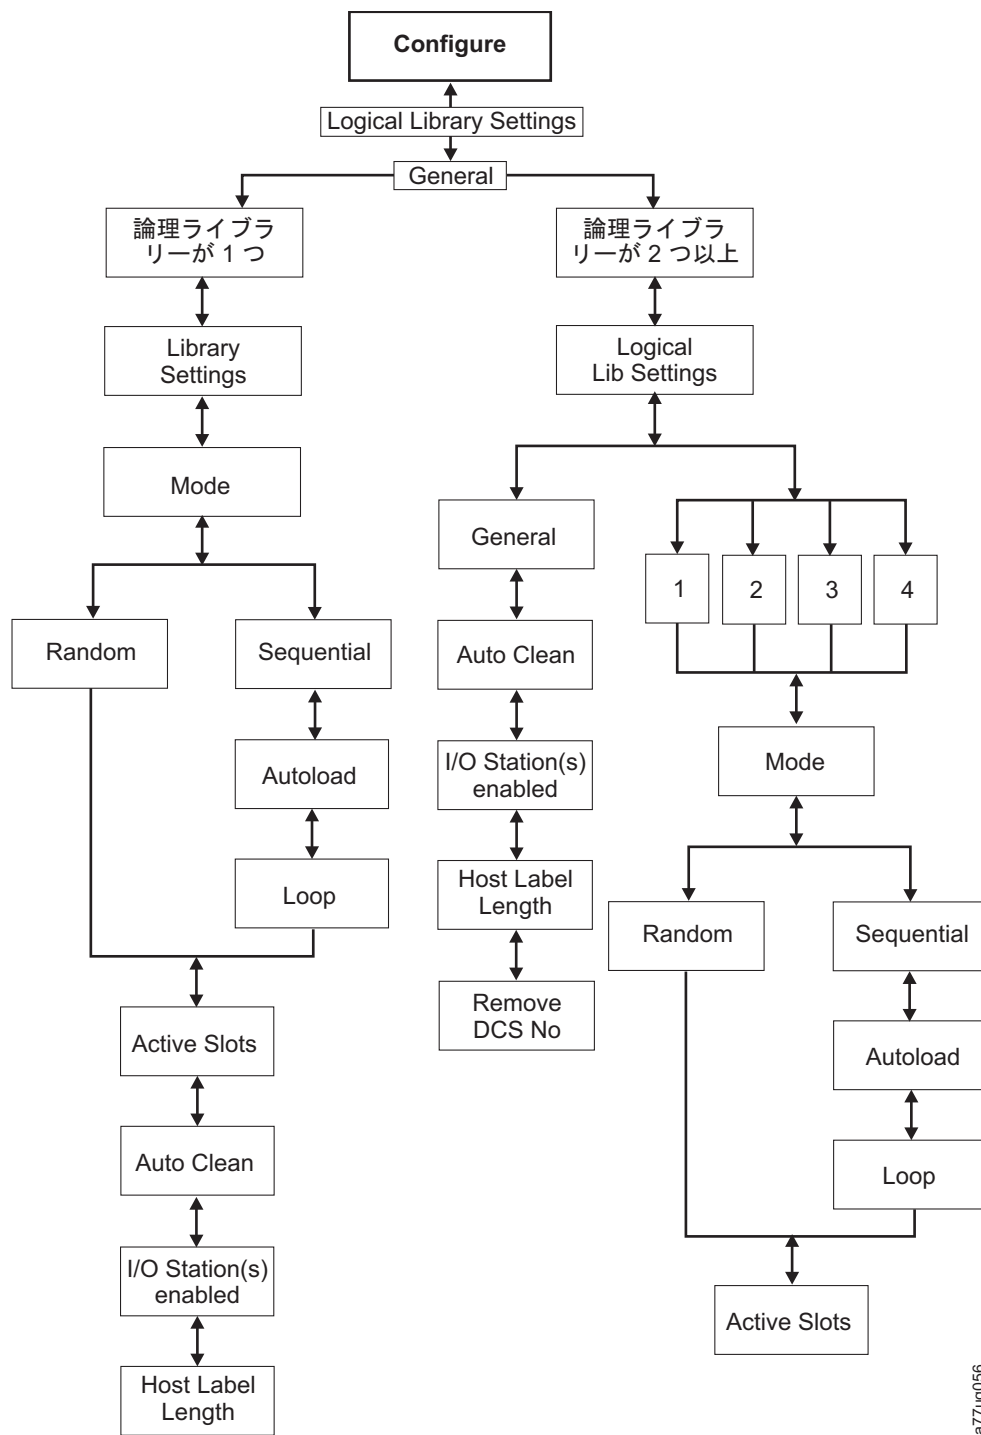 Configure
Logical Library Settings
General
論理ライブラ
リーが 1 つ
Library
Settings
Mode
Random
Sequential
Autoload
Loop
Active Slots
Auto Clean
I/O Station(s)
enabled
Host Label
Length
論理ライブラ
リーが 2 つ以上
Logical
Lib Settings
General
Auto Clean
I/O Station(s)
enabled
Host Label
Length
Remove
DCS No
1
2
3
4
Mode
Random
Sequential
Autoload
Loop
Active Slots
a77ug056